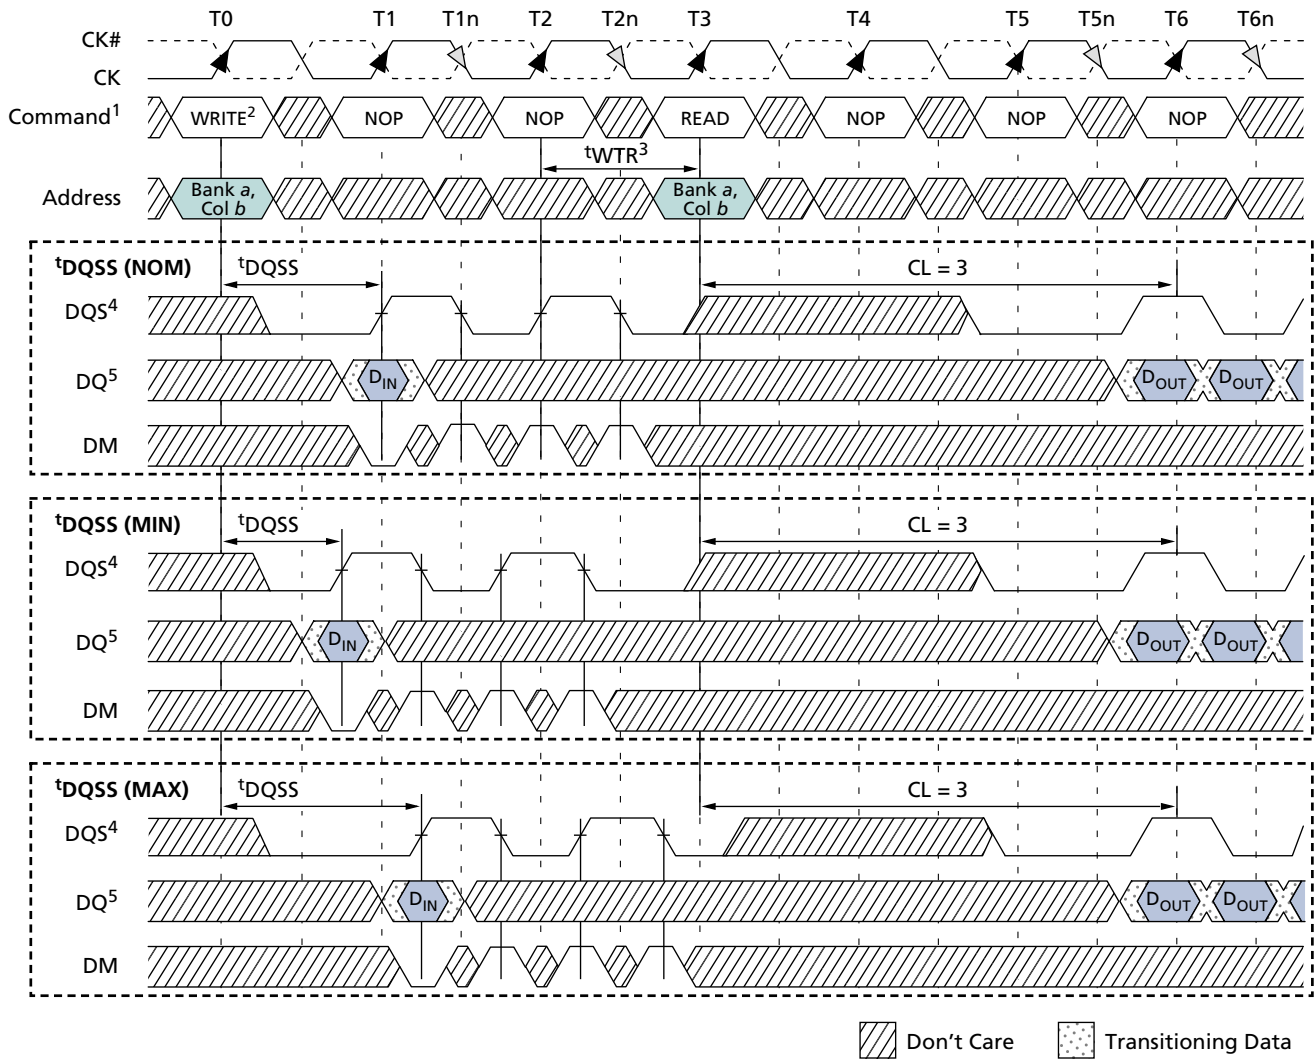 T0 T1 T1n T2 T2n T3 T4 T5 T5n T6 T6n
CK#
CK
Command1 WRITE2 NOP NOP READ NOP NOP NOP
tWTR3
Address Bank a, Col b Bank a, Col b
tDQSS (NOM) tDQSS CL = 3
DQS4
DQ5 DIN DOUT DOUT
DM
tDQSS (MIN) tDQSS CL = 3
DQS4
DQ5 DIN DOUT DOUT
DM
tDQSS (MAX) tDQSS CL = 3
DQS4
DQ5 DIN DOUT DOUT
DM
Don't Care Transitioning Data